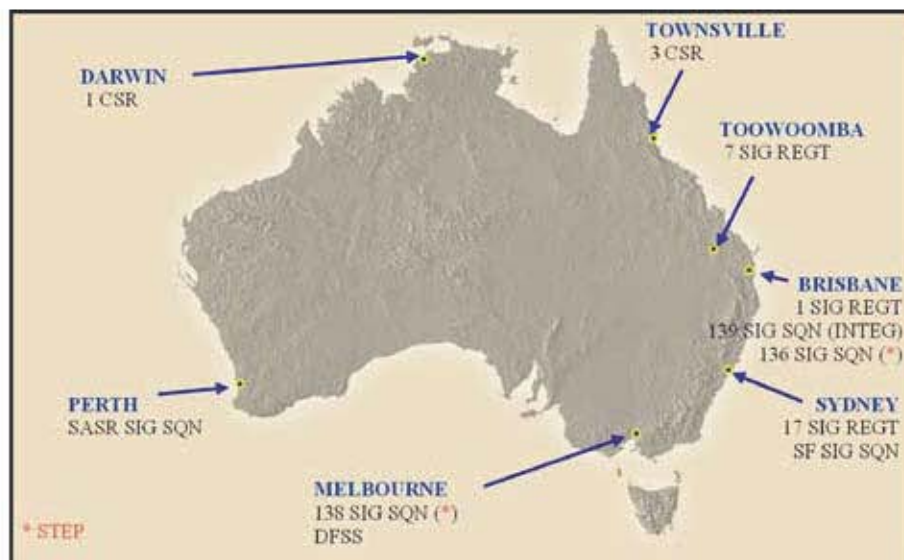 TOWNSVILLE
3 CSR
DARWIN
1 CSR
TOOWOOMBA
7 SIG REGT
BRISBANE
1 SIG REGT
139 SIG SQN (INTEG)
136 SIG SQN (*)
PERTH
SASR SIG SQN
SYDNEY
17 SIG REGT
SF SIG SQN
MELBOURNE
138 SIG SQN (*)
DFSS
* STEP